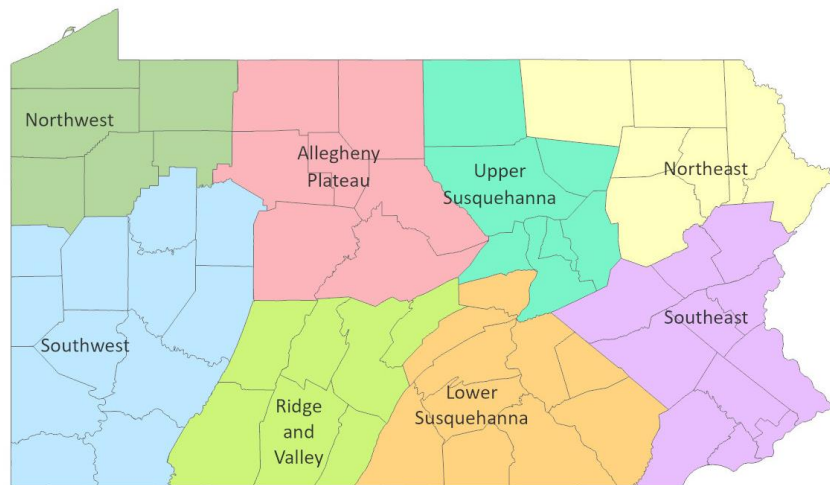 Northwest
Allegheny
Plateau
Upper
Susquehanna
Northeast
Southwest
Ridge
and
Valley
Lower
Susquehanna
Southeast